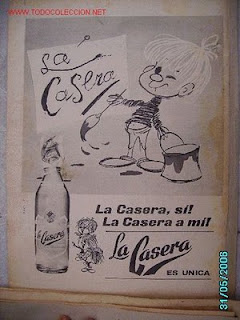 WWW.TODOCOLECCION.NET
La
Casera
La Casera
La Casera, sí!
La Casera a mí!
La Casera
ES UNICA
31/05/2006